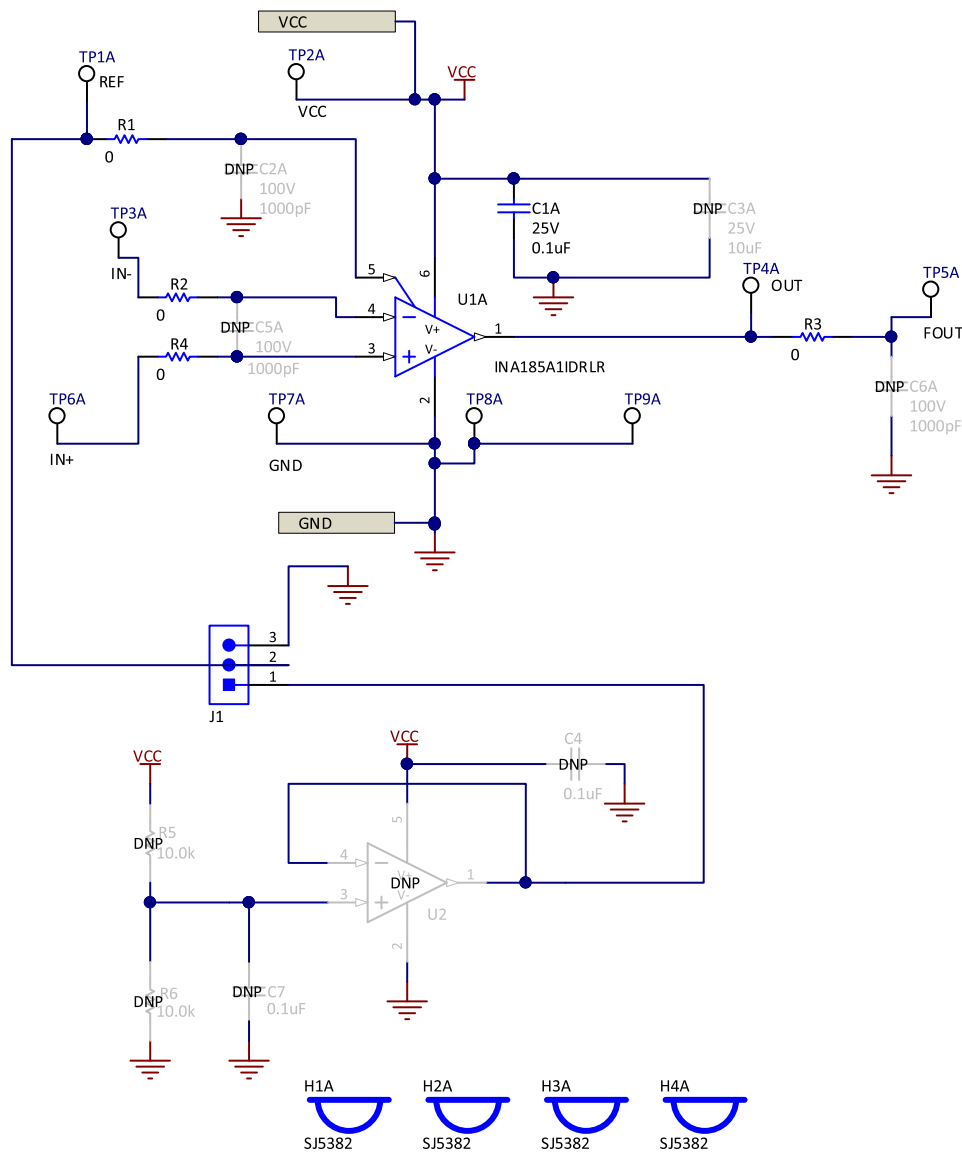 VCC
TP1A
REF
TP2A
VCC
VCC
R1
0
DNP
C2A
100V
1000pF
C1A
25V
0.1uF
DNP
C3A
25V
10uF
TP3A
IN-
R2
0
DNP
C5A
100V
1000pF
R4
0
5
4
3
6
V+
V-
2
1
U1A
INA185A1IDRLR
TP4A
OUT
R3
0
TP5A
FOUT
DNP
C6A
100V
1000pF
TP6A
IN+
TP7A
GND
TP8A
TP9A
GND
3
2
1
J1
VCC
VCC
C4
DNP
0.1uF
R5
DNP
10.0k
4
3
5
V+
DNP
V-
2
1
U2
R6
DNP
10.0k
DNP
C7
0.1uF
H1A
H2A
H3A
H4A
SJ5382
SJ5382
SJ5382
SJ5382